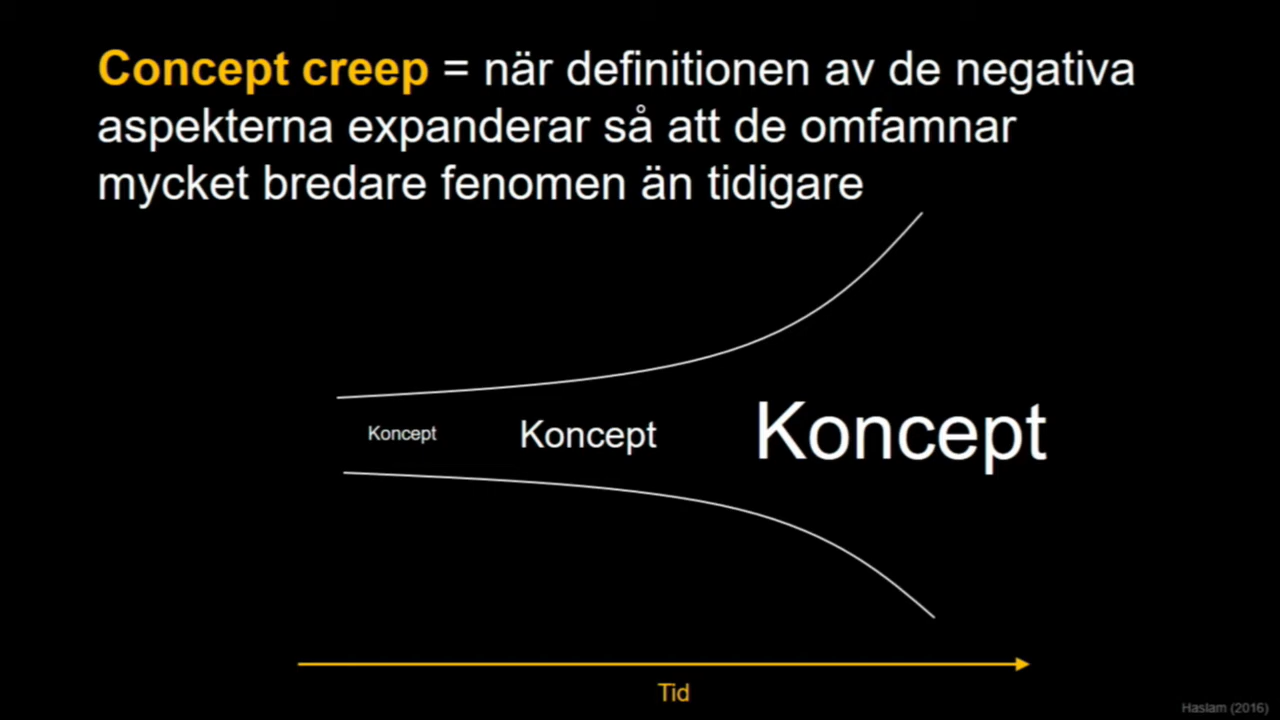 Concept creep = när definitionen av de negativa
aspekterna expanderar så att de omfamnar
mycket bredare fenomen än tidigare
Koncept Koncept Koncept
Tid
Haslam (2016)